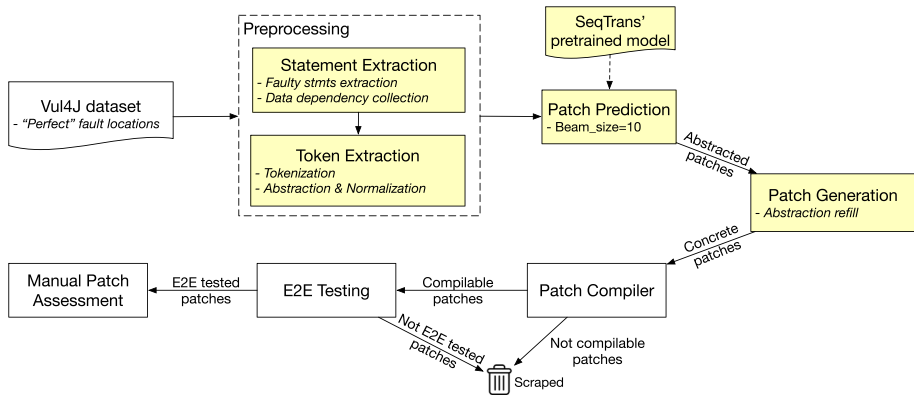 Preprocessing
SeqTrans'
pretrained model
Statement Extraction
- Faulty stmts extraction
- Data dependency collection
Vul4J dataset
- “Perfect” fault locations
Patch Prediction
- Beam_size=10
Token Extraction
- Tokenization
- Abstraction & Normalization
Abstracted
patches
Patch Generation
- Abstraction refill
Concrete
patches
Manual Patch
Assessment
E2E tested
patches
E2E Testing
Compilable
patches
Patch Compiler
Not E2E tested
patches
Not compilable
patches
Scraped